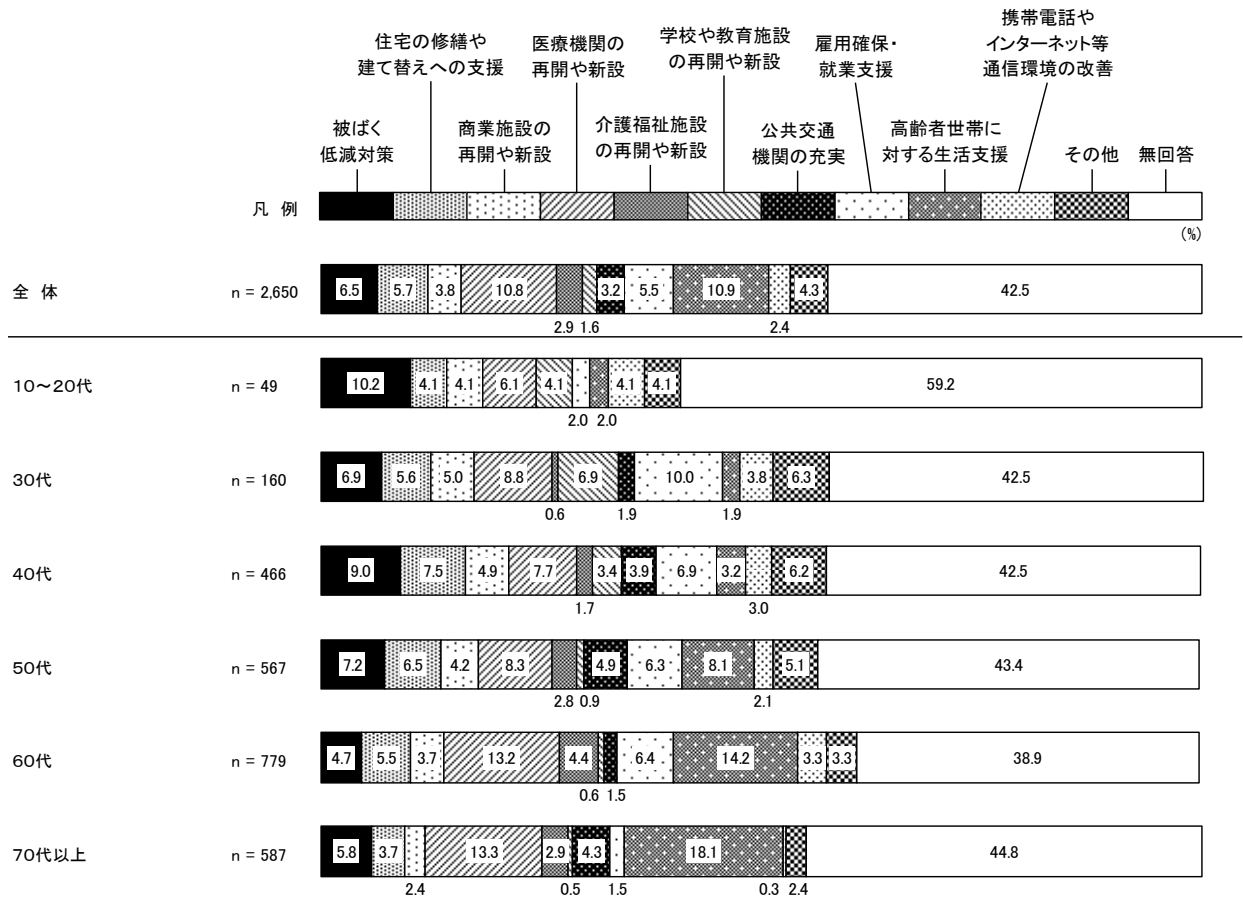 携帯電話や
インターネット等
通信環境の改善
学校や教育施設
の再開や新設
住宅の修繕や
建て替えへの支援
医療機関の
再開や新設
雇用確保・
就業支援
被ばく
低減対策
商業施設の
再開や新設
介護福祉施設
の再開や新設
公共交通
機関の充実
高齢者世帯に
対する生活支援
その他
無回答
凡 例
(%)
全 体 n = 2,650 6.5 5.7 3.8 10.8 3.2 5.5 10.9 4.3 42.5
2.9 1.6 2.4
10～20代 n = 49 10.2 4.1 4.1 6.1 4.1 4.1 4.1 59.2
2.0 2.0
30代 n = 160 6.9 5.6 5.0 8.8 6.9 10.0 3.8 6.3 42.5
0.6 1.9 1.9
40代 n = 466 9.0 7.5 4.9 7.7 3.4 3.9 6.9 3.2 6.2 42.5
1.7 3.0
50代 n = 567 7.2 6.5 4.2 8.3 4.9 6.3 8.1 5.1 43.4
2.8 0.9 2.1
60代 n = 779 4.7 5.5 3.7 13.2 4.4 6.4 14.2 3.3 3.3 38.9
0.6 1.5
70代以上 n = 587 5.8 3.7 13.3 2.9 4.3 18.1 44.8
2.4 0.5 1.5 0.3 2.4